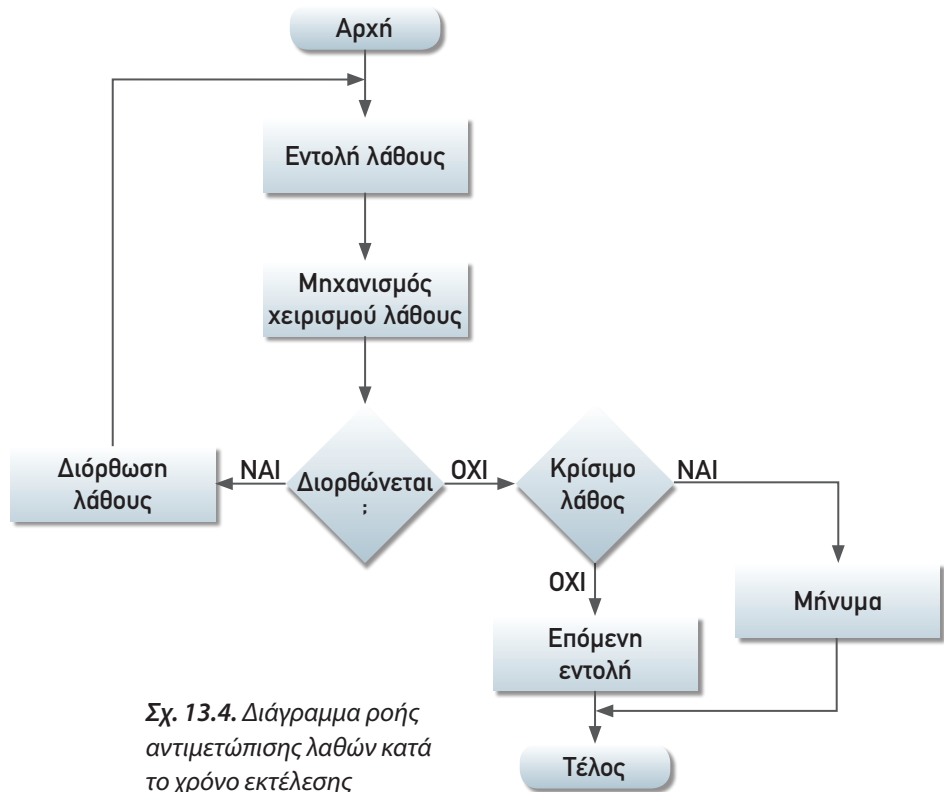 Αρχή
Εντολή λάθους
Μηχανισμός
χειρισμού λάθους
Διόρθωση
λάθους
ΝΑΙ
Διορθώνεται
;
ΟΧΙ
Κρίσιμο
λάθος
ΝΑΙ
ΟΧΙ
Μήνυμα
Επόμενη
εντολή
Τέλος
Σχ. 13.4. Διάγραμμα ροής
αντιμετώπισης λαθών κατά
το χρόνο εκτέλεσης